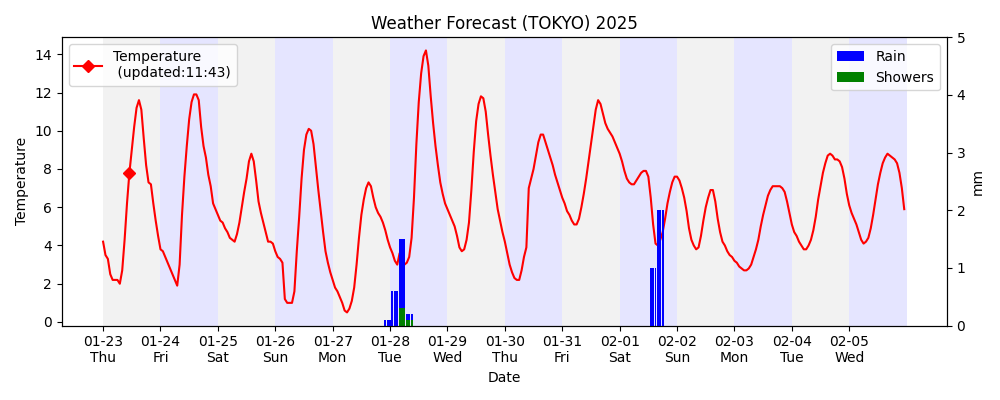 Weather Forecast (TOKYO) 2025
Temperature
(updated:11:43)
Rain
Showers
14
12
10
8
6
4
2
0
Temperature
5
4
3
2
1
0
mm
01-23 01-24 01-25 01-26 01-27 01-28 01-29 01-30 01-31 02-01 02-02 02-03 02-04 02-05
Thu Fri Sat Sun Mon Tue Wed Thu Fri Sat Sun Mon Tue Wed
Date